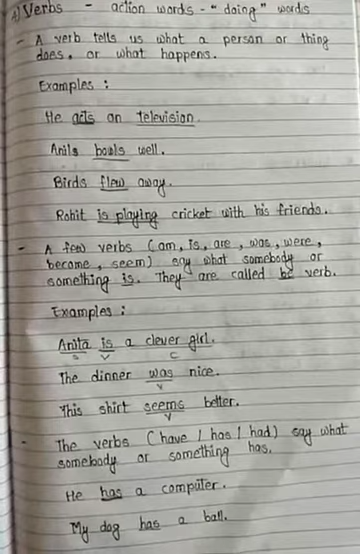 4) Verbs - action words - "doing" words
- A verb tells us what a person or thing
does, or what happens.
Examples :
He acts on television.
Anils bowls well.
Birds flew away.
Rohit is playing cricket with his friends.
- A few verbs (am, is, are, was, were,
become, seem) say what somebody or
something is. They are called be verb.
Examples :
Anita is a clever girl.
S V C
The dinner was nice.
V
This shirt seems better.
V
- The verbs (have / has / had) say what
somebody or something has.
He has a computer.
My dog has a ball.